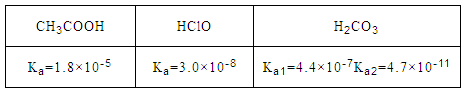 CH₃COOH HClO H₂CO₃
Kₐ=1.8×10⁻⁵ Kₐ=3.0×10⁻⁸ Kₐ₁=4.4×10⁻⁷Kₐ₂=4.7×10⁻¹¹